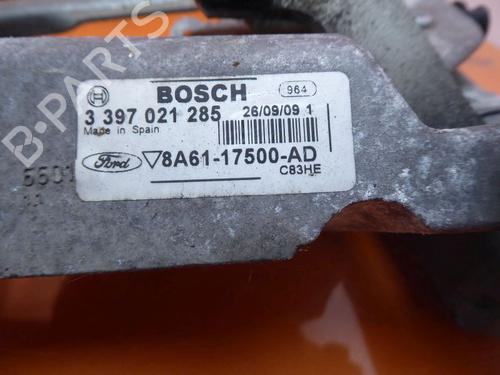 BOSCH
964
3 397 021 285
26/09/09 1
Made in Spain
Ford
8A61-17500-AD
C83HE
B-PARTS